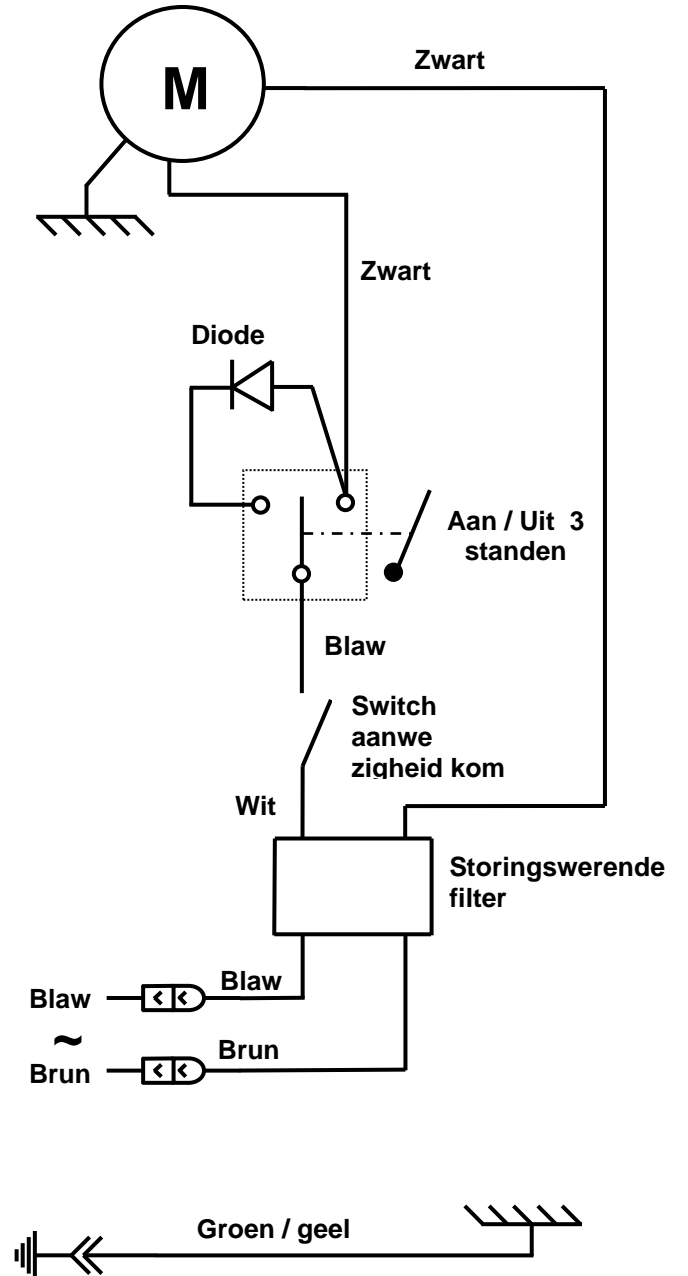 Zwart
M
Zwart
Diode
Aan / Uit 3
standen
Blaw
Switch
aanwe
zigheid kom
Wit
Storingswerende
filter
Blaw
Blaw
~
Brun
Brun
Groen / geel